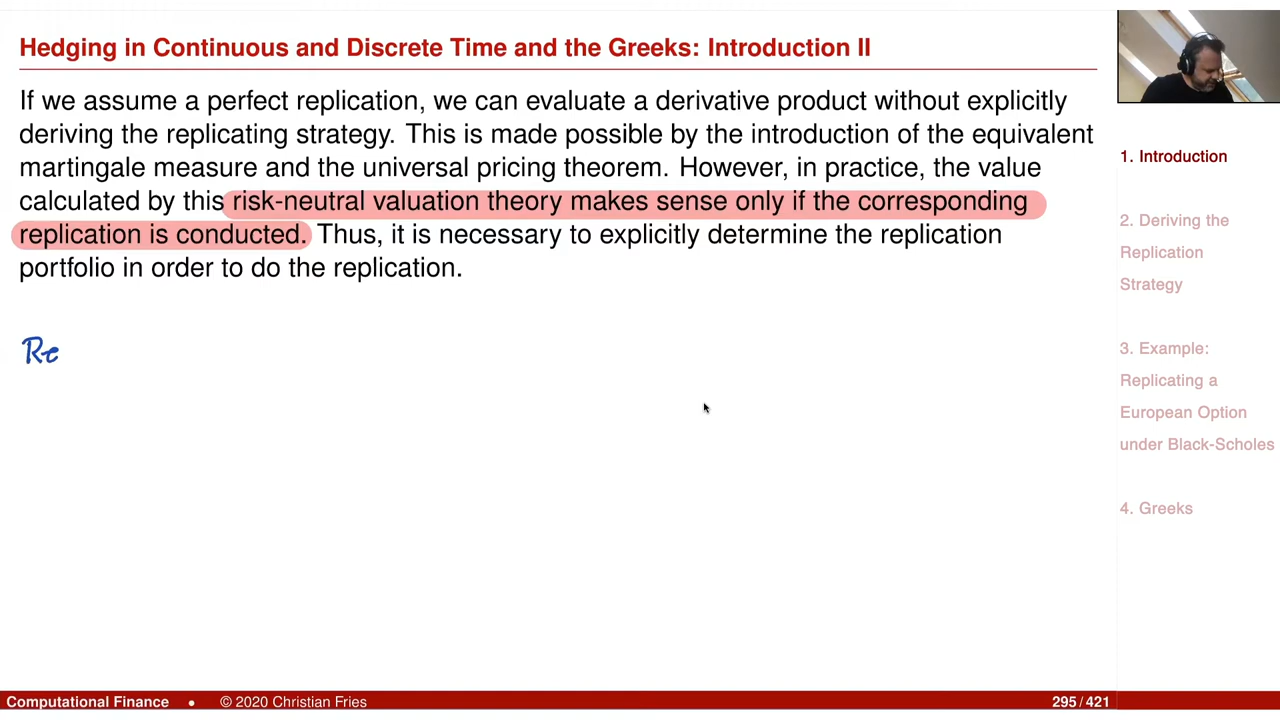 Hedging in Continuous and Discrete Time and the Greeks: Introduction II
If we assume a perfect replication, we can evaluate a derivative product without explicitly
deriving the replicating strategy. This is made possible by the introduction of the equivalent
martingale measure and the universal pricing theorem. However, in practice, the value
calculated by this risk-neutral valuation theory makes sense only if the corresponding
replication is conducted. Thus, it is necessary to explicitly determine the replication
portfolio in order to do the replication.
Re
1. Introduction
2. Deriving the
Replication
Strategy
3. Example:
Replicating a
European Option
under Black-Scholes
4. Greeks
Computational Finance • © 2020 Christian Fries 295 / 421